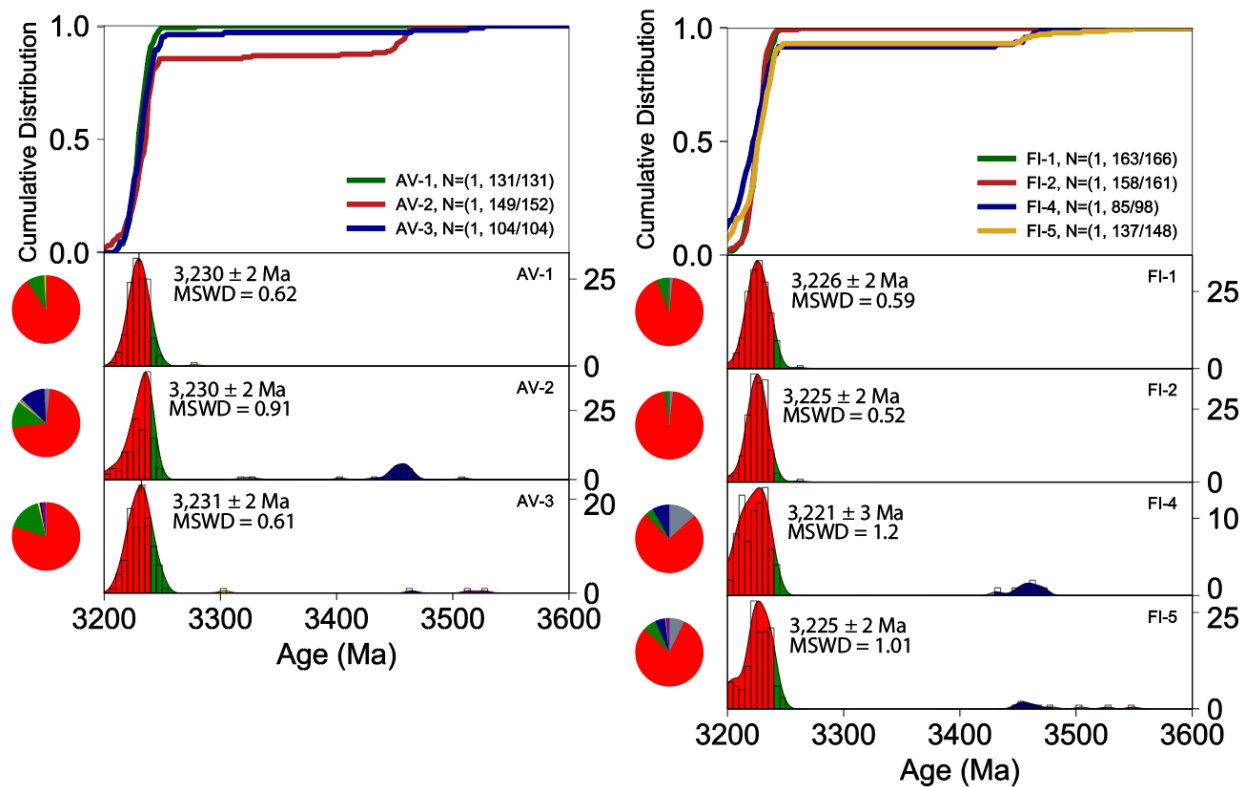 Cumulative Distribution
1.0
0.5
0.0
AV-1, N=(1, 131/131)
AV-2, N=(1, 149/152)
AV-3, N=(1, 104/104)
3,230 ± 2 Ma
MSWD = 0.62
AV-1
25
0
3,230 ± 2 Ma
MSWD = 0.91
AV-2
25
0
3,231 ± 2 Ma
MSWD = 0.61
AV-3
20
0
3200 3300 3400 3500 3600
Age (Ma)
Cumulative Distribution
1.0
0.5
0.0
FI-1, N=(1, 163/166)
FI-2, N=(1, 158/161)
FI-4, N=(1, 85/98)
FI-5, N=(1, 137/148)
3,226 ± 2 Ma
MSWD = 0.59
FI-1
25
0
3,225 ± 2 Ma
MSWD = 0.52
FI-2
25
0
3,221 ± 3 Ma
MSWD = 1.2
FI-4
10
0
3,225 ± 2 Ma
MSWD = 1.01
FI-5
25
0
3200 3300 3400 3500 3600
Age (Ma)